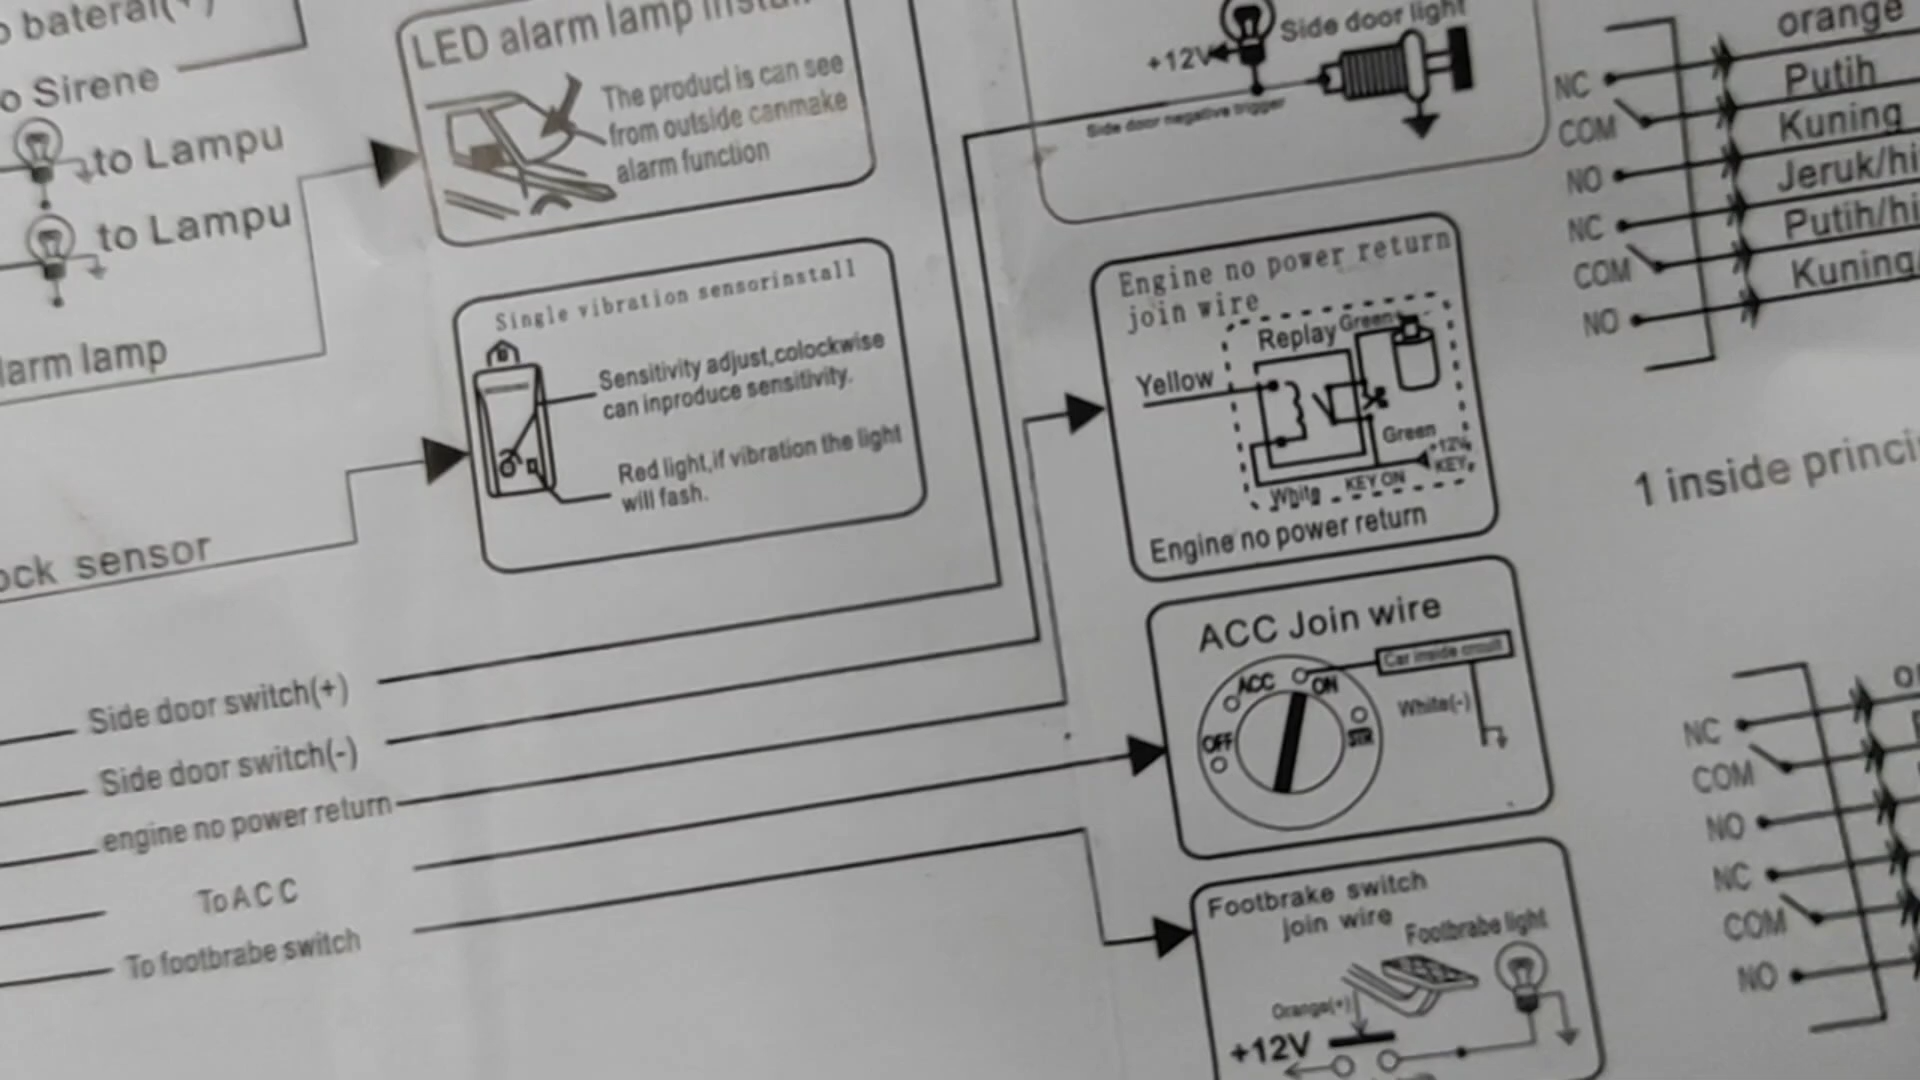 to Sirene
to Lampu
to Lampu
larm lamp
ock sensor
Side door switch(+)
Side door switch(-)
engine no power return
To A C C
To footbrabe switch
LED alarm lamp
The producl is can see
from outside canmake
alarm function
Single vibration sensorinstall
Sensitivity adjust,colockwise
can inproduce sensitivity.
Red light,if vibration the light
will fash.
Side door light
+12V
Side door negative trigger
Engine no power return
join wire
Replay
Green
Yellow
Green
+12V
KEY
White
KEY ON
Engine no power return
ACC Join wire
Car inside
ACC
ON
OFF
STR
White(-)
Footbrake switch
join wire
Footbrabe light
Orange(+)
+12V
orange
NC
Putih
COM
Kuning
NO
Jeruk/hi
NC
Putih/hi
COM
Kuning/
NO
1 inside princi
NC
COM
NO
NC
COM
NO